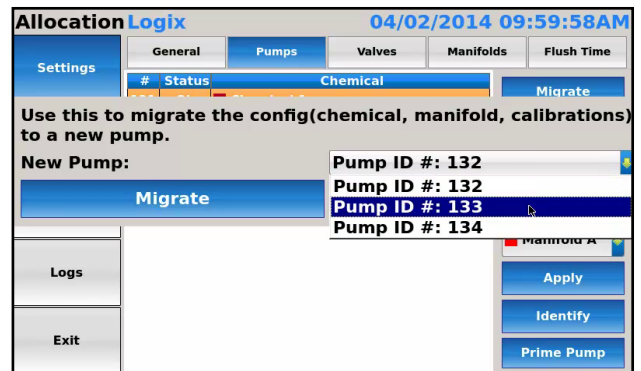 Allocation Logix 04/02/2014 09:59:58AM
Settings
General Pumps Valves Manifolds Flush Time
# Status Chemical
Migrate
Use this to migrate the config(chemical, manifold, calibrations)
to a new pump.
New Pump: Pump ID #: 132
Migrate
Pump ID #: 132
Pump ID #: 133
Pump ID #: 134
Manifold A
Logs
Apply
Identify
Exit
Prime Pump